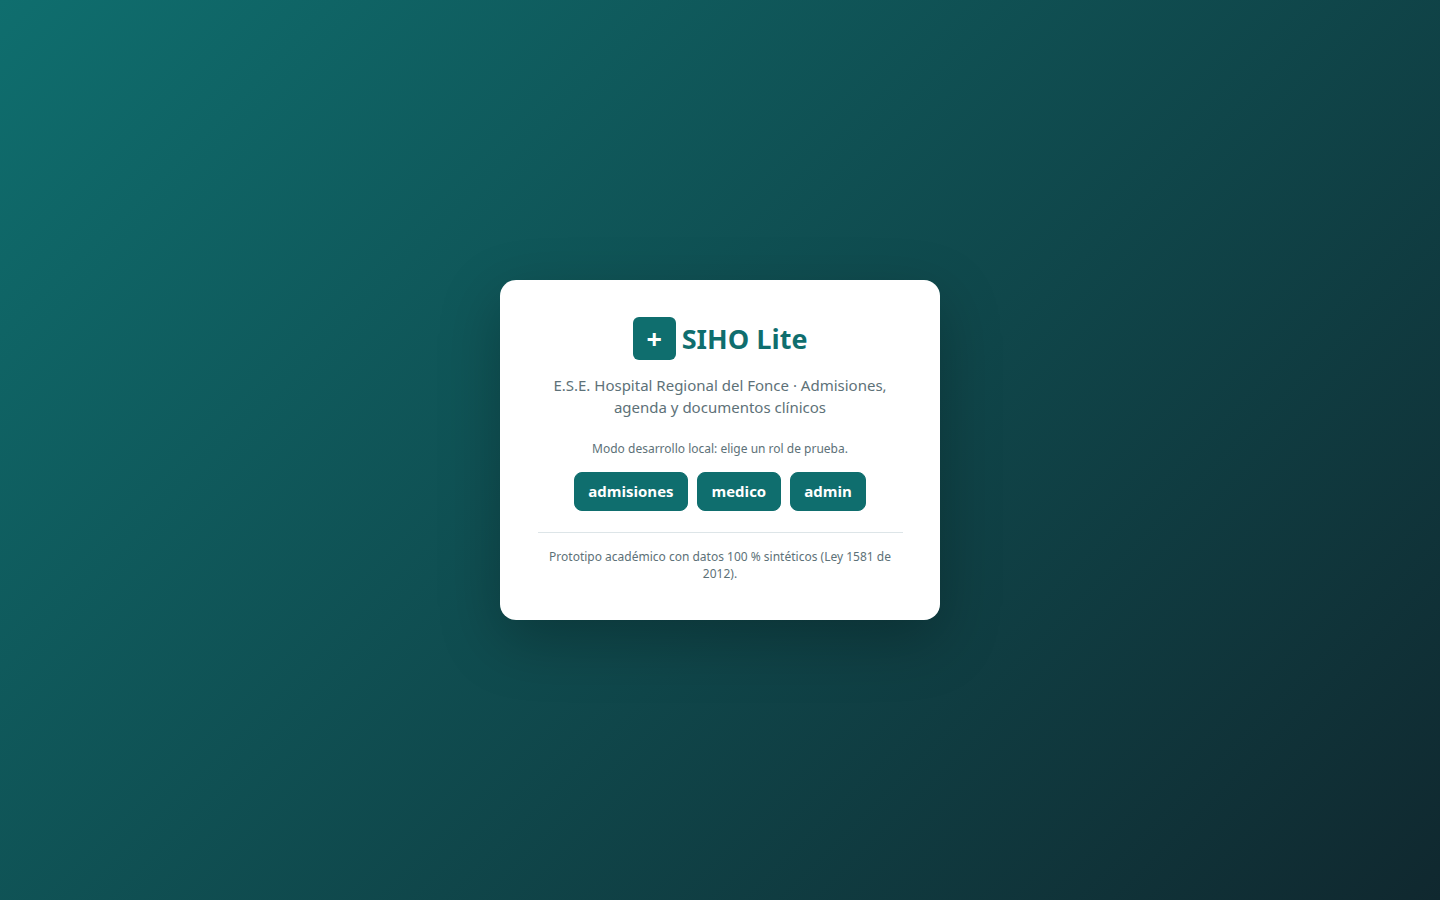 + SIHO Lite
E.S.E. Hospital Regional del Fonce · Admisiones,
agenda y documentos clínicos
Modo desarrollo local: elige un rol de prueba.
admisiones medico admin
Prototipo académico con datos 100 % sintéticos (Ley 1581 de
2012).